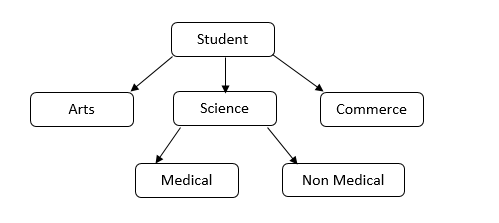 Student
Arts
Science
Commerce
Medical
Non Medical